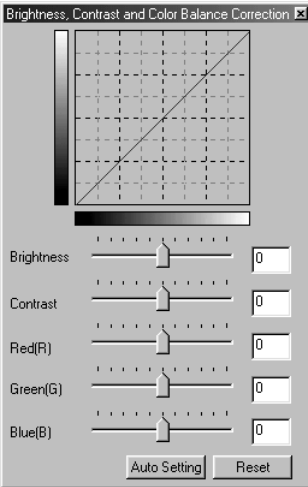 Brightness, Contrast and Color Balance Correction
Brightness 0
Contrast 0
Red(R) 0
Green(G) 0
Blue(B) 0
Auto Setting Reset